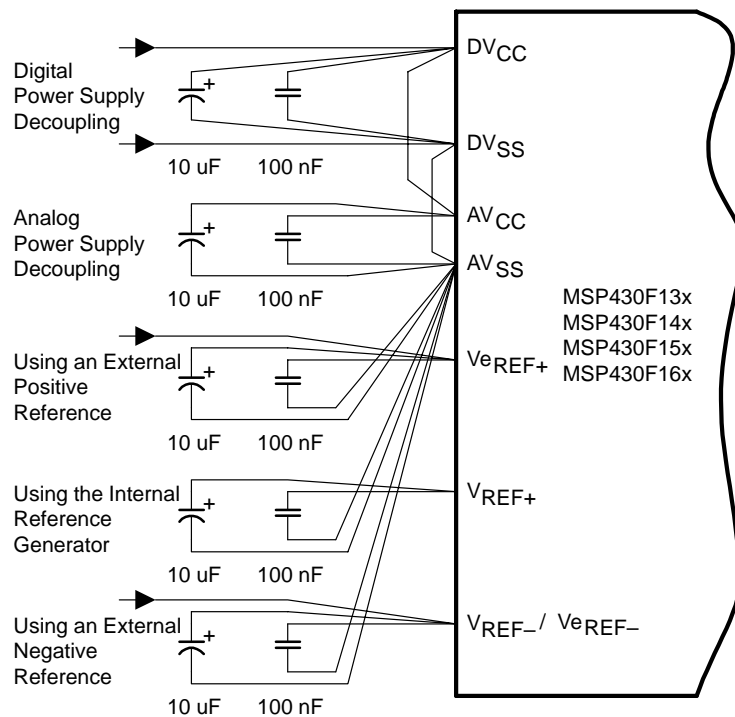 DVCC
Digital
Power Supply
Decoupling
+
DVSS
10 uF 100 nF
AVCC
Analog
Power Supply
Decoupling
+
AVSS
10 uF 100 nF
MSP430F13x
MSP430F14x
MSP430F15x
MSP430F16x
Using an External
Positive
Reference
+
VeREF+
10 uF 100 nF
Using the Internal
Reference
Generator
+
VREF+
10 uF 100 nF
Using an External
Negative
Reference
+
VREF– / VeREF–
10 uF 100 nF